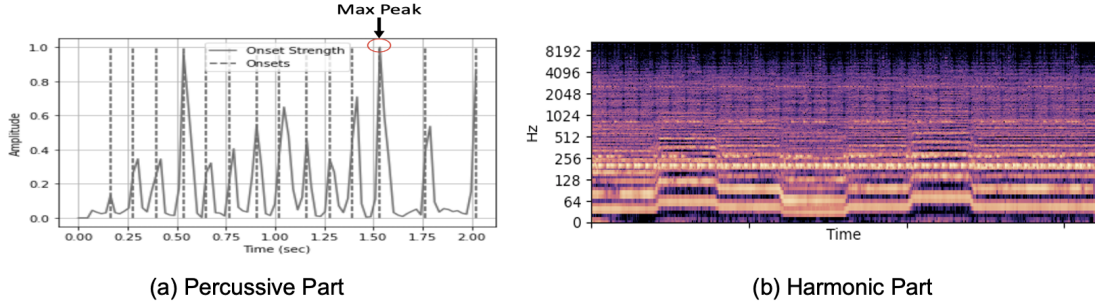 Max Peak
Onset Strength
Onsets
1.0
0.8
0.6
0.4
0.2
0.0
Amplitude
0.00 0.25 0.50 0.75 1.00 1.25 1.50 1.75 2.00
Time (sec)
(a) Percussive Part
8192
4096
2048
1024
512
256
128
64
0
Hz
Time
(b) Harmonic Part